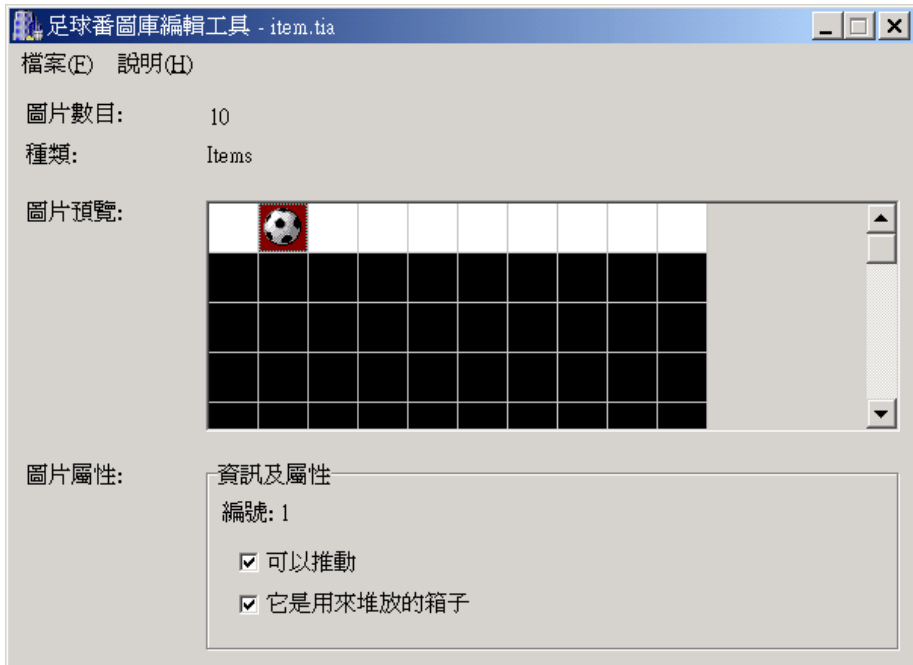 足球番圖庫編輯工具 - item.tia
檔案(F) 說明(H)
圖片數目: 10
種類: Items
圖片預覽:
圖片屬性:
資訊及屬性
編號: 1
可以推動
它是用來堆放的箱子